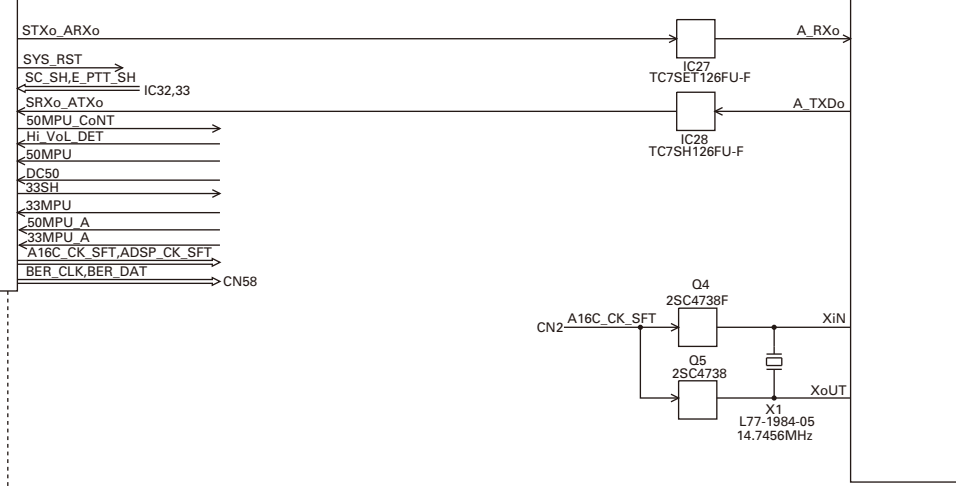 STXo_ARXo
A_RXo
IC27
TC7SET126FU-F
SYS_RST
SC_SH,E_PTT_SH
IC32,33
SRXo_ATXo
A_TXDo
IC28
TC7SH126FU-F
50MPU_CoNT
Hi_VoL_DET
50MPU
DC50
33SH
33MPU
50MPU_A
33MPU_A
A16C_CK_SFT,ADSP_CK_SFT
BER_CLK,BER_DAT
CN58
Q4
2SC4738F
CN2
A16C_CK_SFT
XiN
Q5
2SC4738
XoUT
X1
L77-1984-05
14.7456MHz